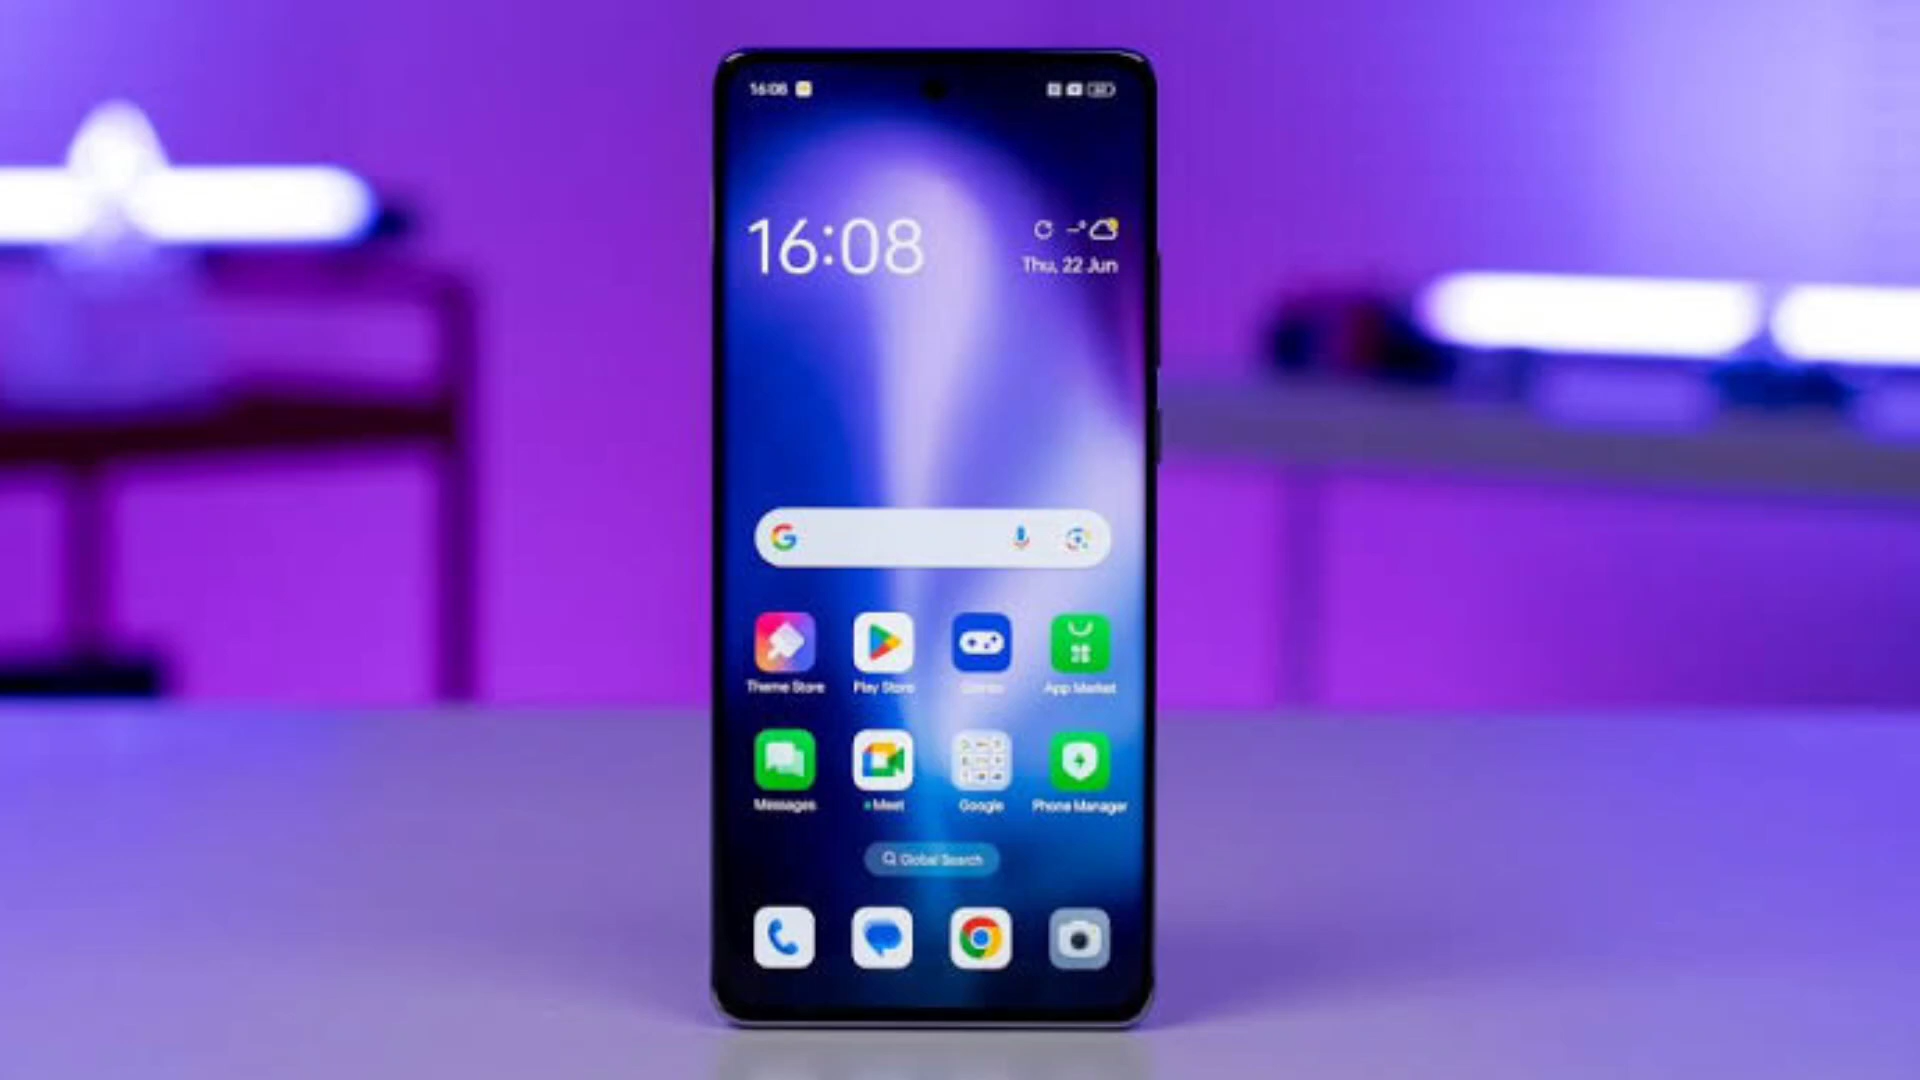 16:08
16:08
Thu, 22 Jun
Theme Store Play Store Games App Market
Messages Meet Google Phone Manager
Global Search